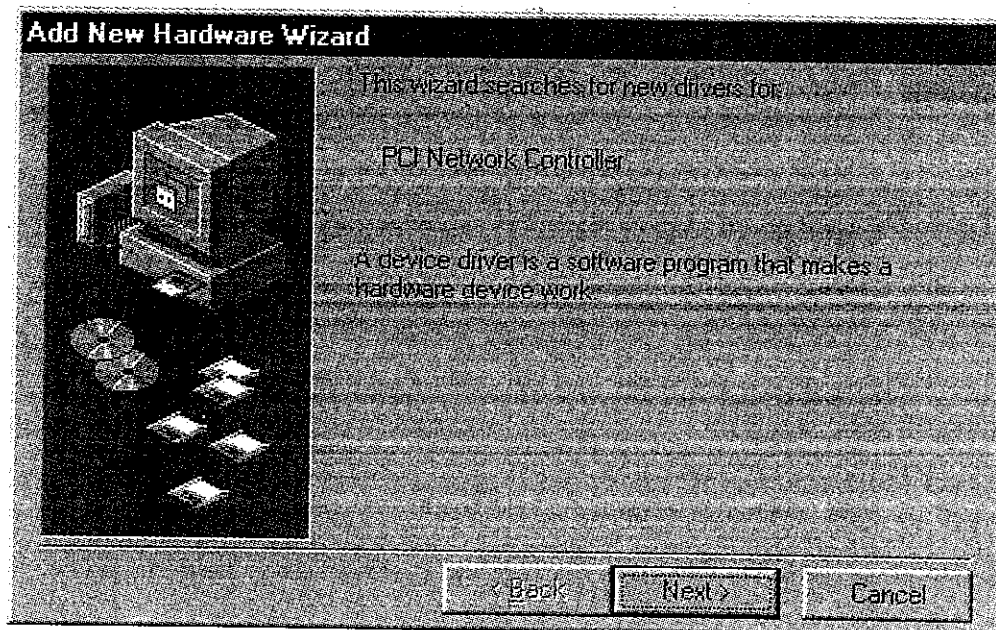 Add New Hardware Wizard
This wizard searches for new drivers for:
PCI Network Controller
A device driver is a software program that makes a
hardware device work.
< Back
Next >
Cancel